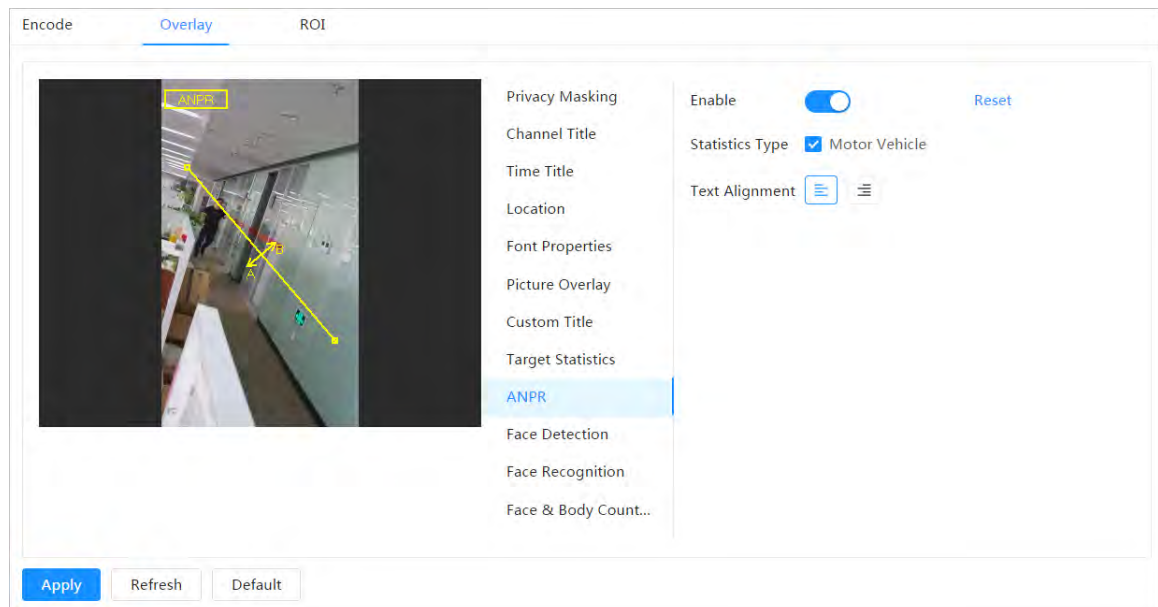 Encode Overlay ROI
ANPR
B
A
Privacy Masking
Channel Title
Time Title
Location
Font Properties
Picture Overlay
Custom Title
Target Statistics
ANPR
Face Detection
Face Recognition
Face & Body Count...
Enable Reset
Statistics Type Motor Vehicle
Text Alignment
Apply Refresh Default